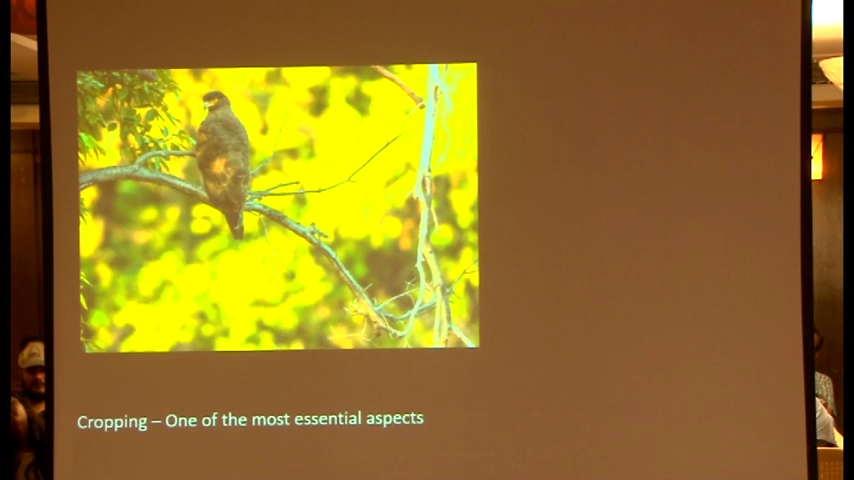 Cropping – One of the most essential aspects